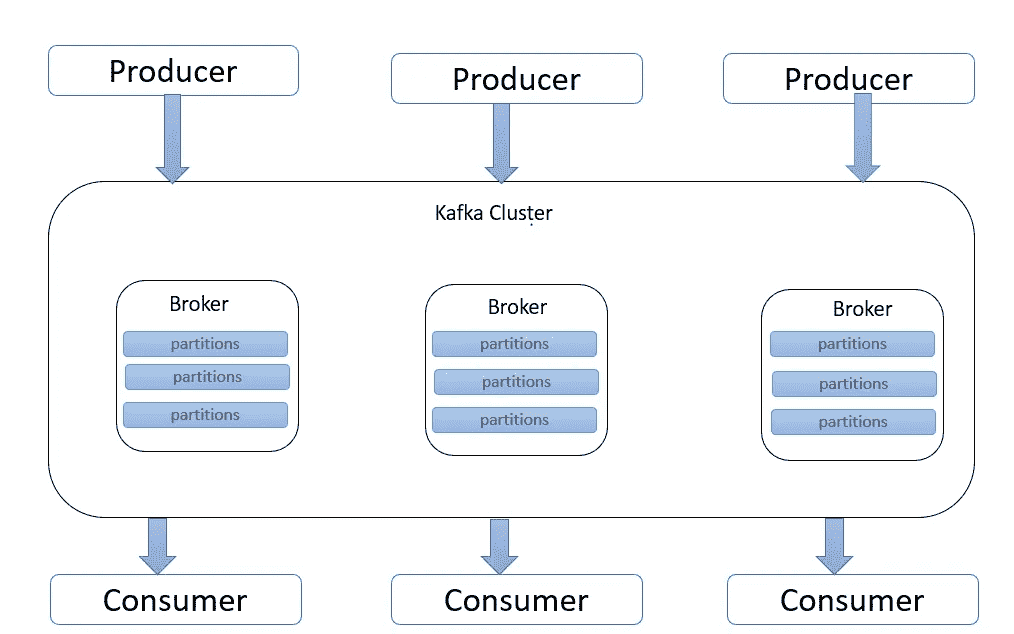 Producer
Producer
Producer
Kafka Cluster
Broker
partitions
partitions
partitions
Broker
partitions
partitions
partitions
Broker
partitions
partitions
partitions
Consumer
Consumer
Consumer